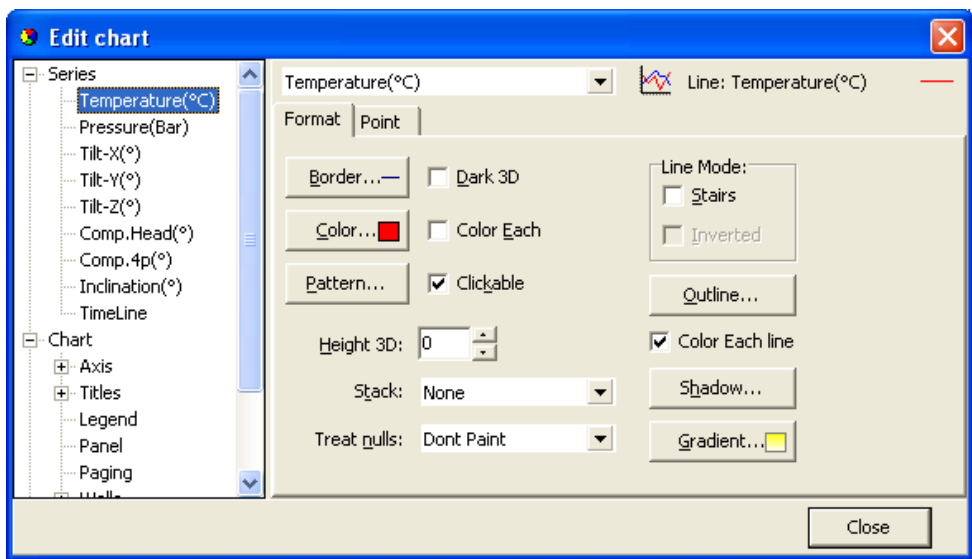 Edit chart
Series
Temperature(°C)
Pressure(Bar)
Tilt-X(°)
Tilt-Y(°)
Tilt-Z(°)
Comp.Head(°)
Comp.4p(°)
Inclination(°)
TimeLine
Chart
Axis
Titles
Legend
Panel
Paging
Walls
Temperature(°C)
Line: Temperature(°C)
Format
Point
Border...
Dark 3D
Color...
Color Each
Pattern...
Clickable
Height 3D: 0
Stack: None
Treat nulls: Dont Paint
Line Mode:
Stairs
Inverted
Outline...
Color Each line
Shadow...
Gradient...
Close